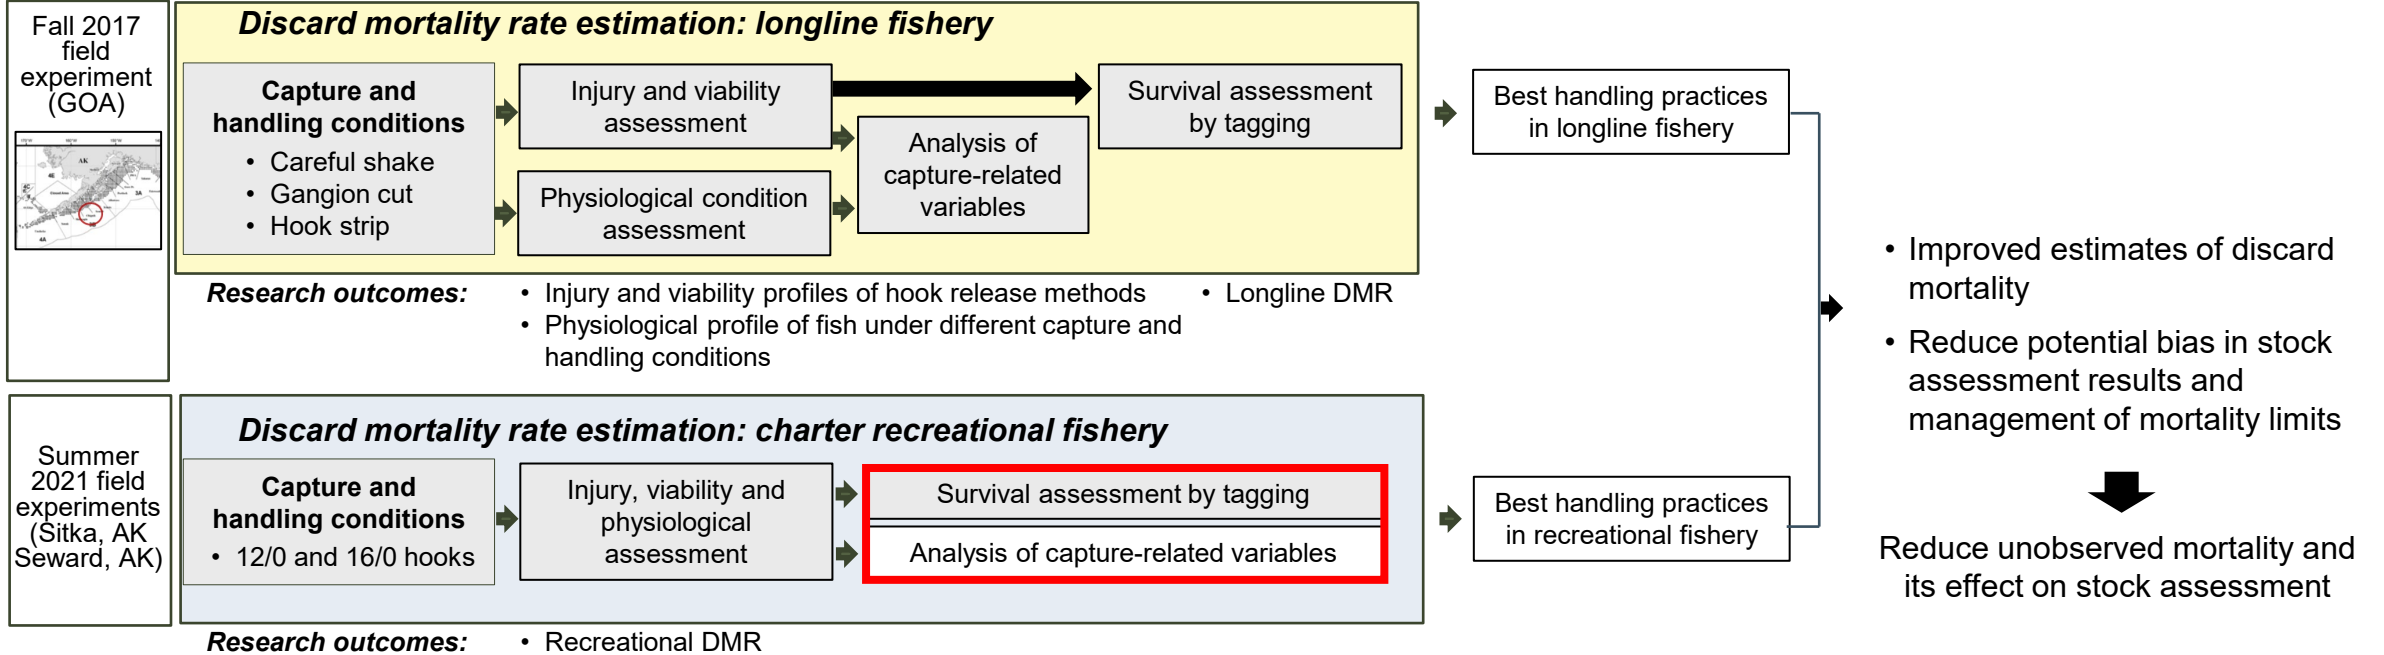 Fall 2017
field
experiment
(GOA)
AK
4E
4C
3A
4A
Discard mortality rate estimation: longline fishery
Capture and
handling conditions
• Careful shake
• Gangion cut
• Hook strip
Injury and viability
assessment
Physiological condition
assessment
Analysis of
capture-related
variables
Survival assessment
by tagging
Best handling practices
in longline fishery
Research outcomes:
• Injury and viability profiles of hook release methods
• Physiological profile of fish under different capture and
handling conditions
• Longline DMR
Summer
2021 field
experiments
(Sitka, AK
Seward, AK)
Discard mortality rate estimation: charter recreational fishery
Capture and
handling conditions
• 12/0 and 16/0 hooks
Injury, viability and
physiological
assessment
Survival assessment by tagging
Analysis of capture-related variables
Best handling practices
in recreational fishery
Research outcomes:
• Recreational DMR
• Improved estimates of discard
mortality
• Reduce potential bias in stock
assessment results and
management of mortality limits
Reduce unobserved mortality and
its effect on stock assessment